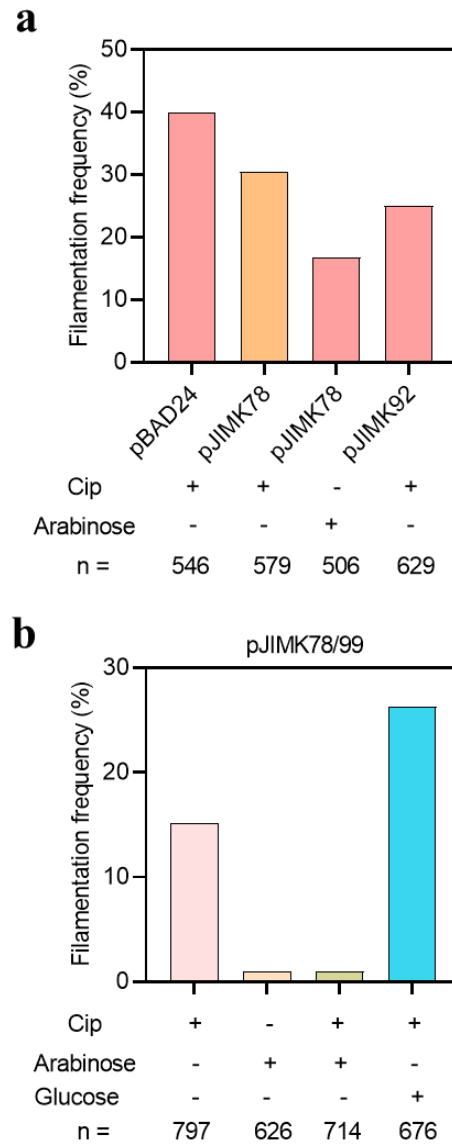 a
Filamentation frequency (%)
50
40
30
20
10
0
pBAD24 pJIMK78 pJIMK78 pJIMK92
Cip + + - +
Arabinose - - + -
n = 546 579 506 629
b
pJIMK78/99
Filamentation frequency (%)
30
20
10
0
Cip + - + +
Arabinose - + + -
Glucose - - - +
n = 797 626 714 676